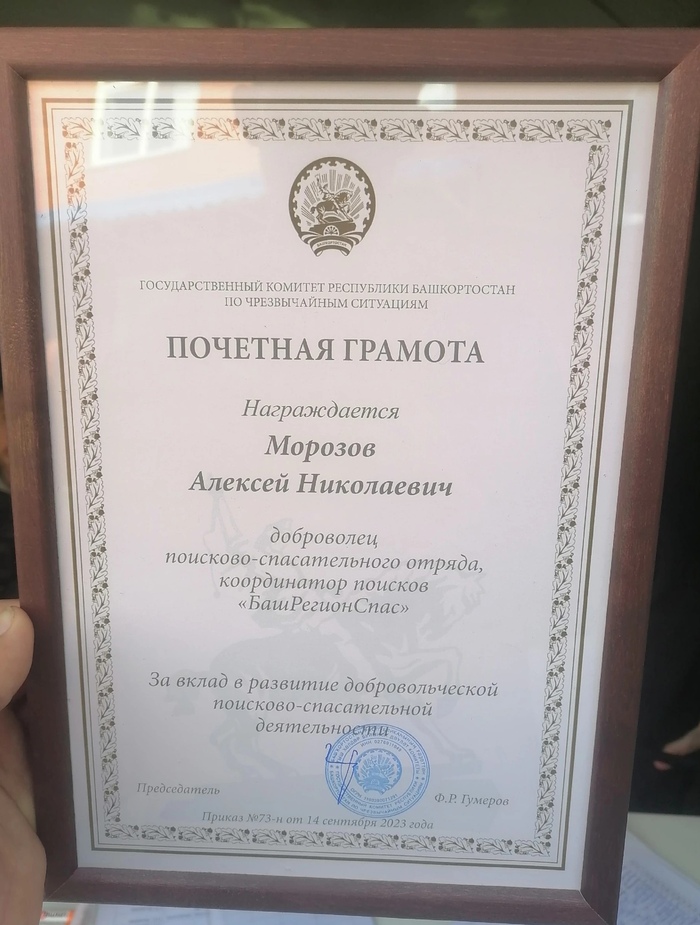 ГОСУДАРСТВЕННЫЙ КОМИТЕТ РЕСПУБЛИКИ БАШКОРТОСТАН
ПО ЧРЕЗВЫЧАЙНЫМ СИТУАЦИЯМ
ПОЧЕТНАЯ ГРАМОТА
Награждается
Морозов
Алексей Николаевич
доброволец
поисково-спасательного отряда,
координатор поисков
«БашРегионСпас»
За вклад в развитие добровольческой
поисково-спасательной
деятельности
Председатель
Ф.Р. Гумеров
Приказ №73-н от 14 сентября 2023 года